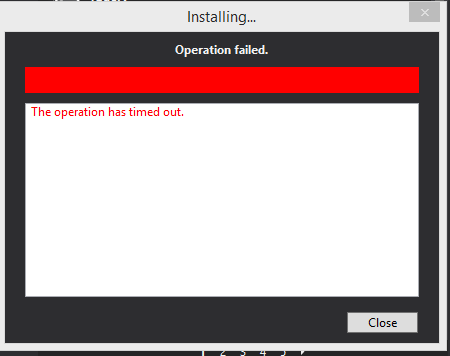 Installing...
Operation failed.
The operation has timed out.
Close
2 3 4 5